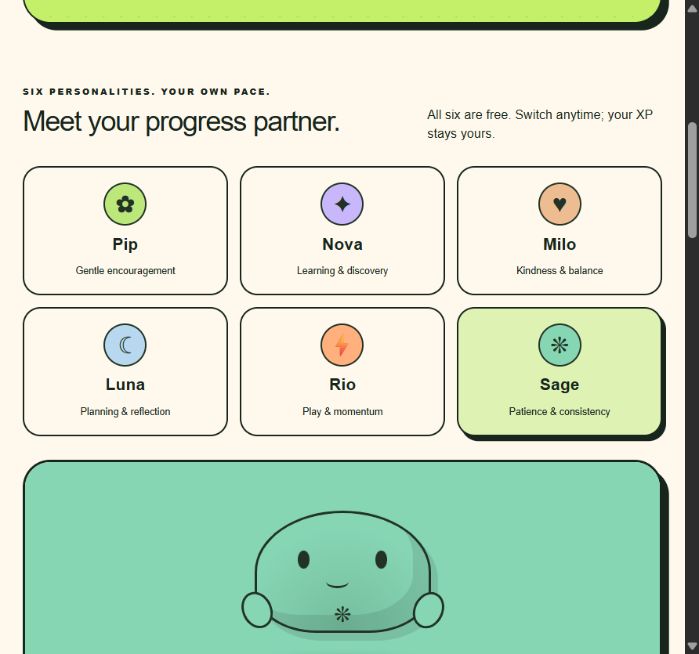 SIX PERSONALITIES. YOUR OWN PACE.
Meet your progress partner.
All six are free. Switch anytime; your XP
stays yours.
Pip
Gentle encouragement
Nova
Learning & discovery
Milo
Kindness & balance
Luna
Planning & reflection
Rio
Play & momentum
Sage
Patience & consistency